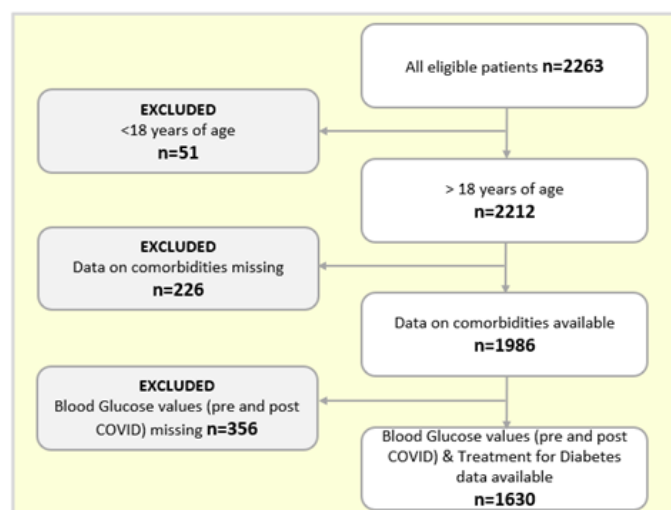 All eligible patients n=2263
EXCLUDED
<18 years of age
n=51
> 18 years of age
n=2212
EXCLUDED
Data on comorbidities missing
n=226
Data on comorbidities available
n=1986
EXCLUDED
Blood Glucose values (pre and post
COVID) missing n=356
Blood Glucose values (pre and post
COVID) & Treatment for Diabetes
data available
n=1630